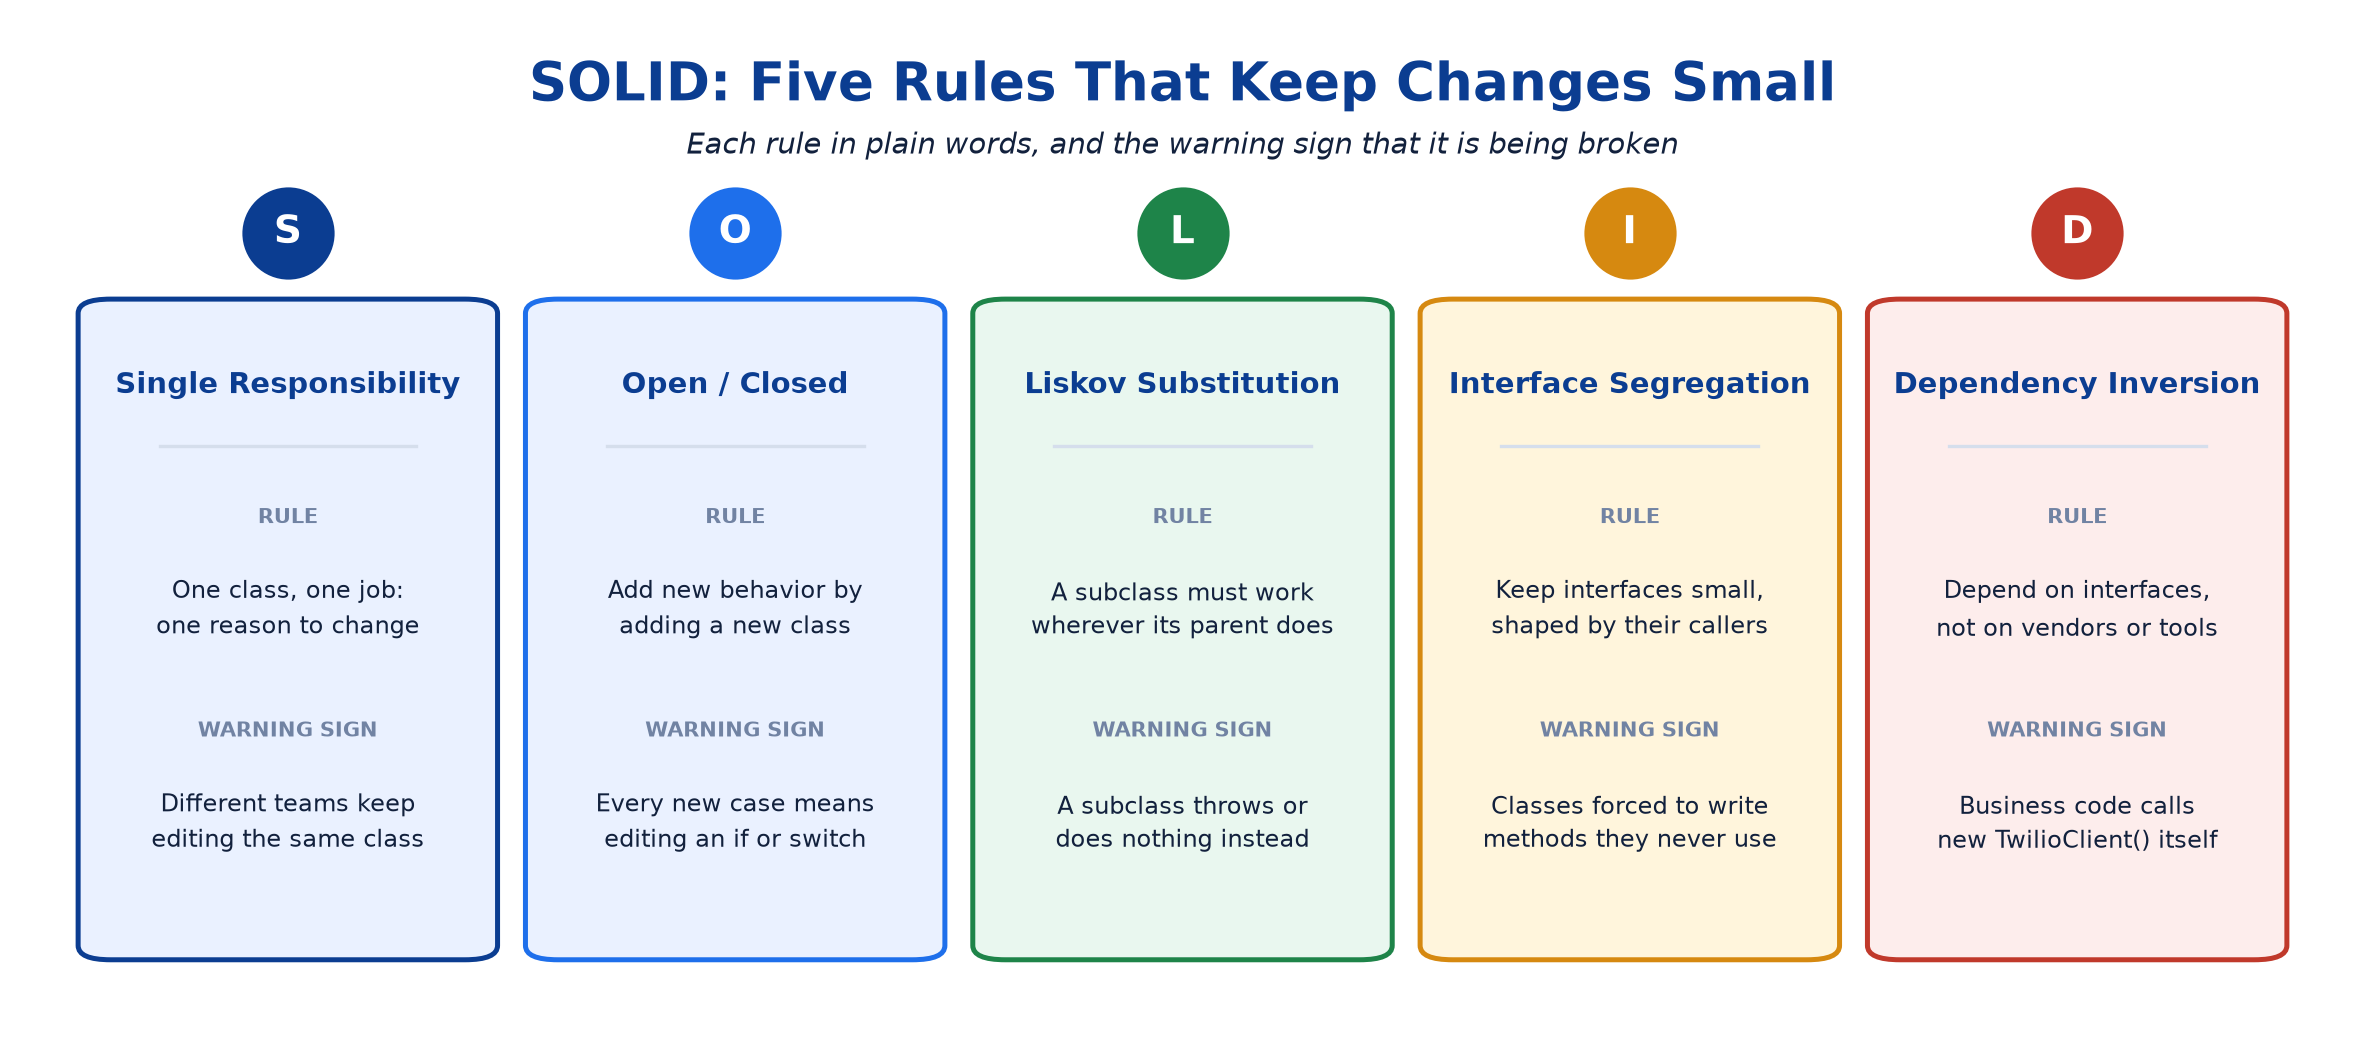 SOLID: Five Rules That Keep Changes Small
Each rule in plain words, and the warning sign that it is being broken
S
Single Responsibility
RULE
One class, one job:
one reason to change
WARNING SIGN
Different teams keep
editing the same class
O
Open / Closed
RULE
Add new behavior by
adding a new class
WARNING SIGN
Every new case means
editing an if or switch
L
Liskov Substitution
RULE
A subclass must work
wherever its parent does
WARNING SIGN
A subclass throws or
does nothing instead
I
Interface Segregation
RULE
Keep interfaces small,
shaped by their callers
WARNING SIGN
Classes forced to write
methods they never use
D
Dependency Inversion
RULE
Depend on interfaces,
not on vendors or tools
WARNING SIGN
Business code calls
new TwilioClient() itself